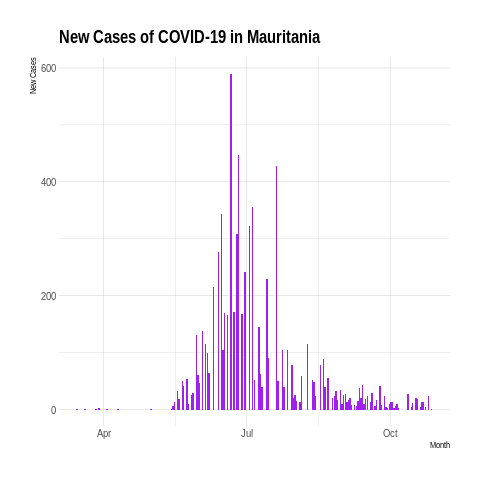 New Cases of COVID-19 in Mauritania
New Cases
600
400
200
0
Apr
Jul
Oct
Month